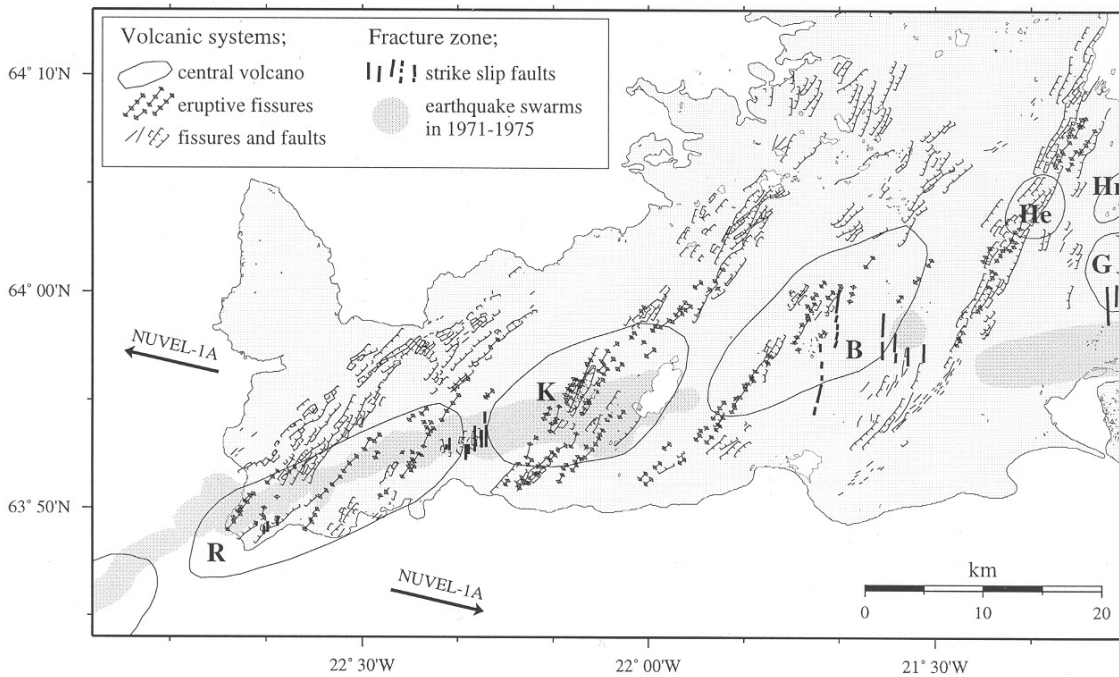 Volcanic systems;
central volcano
eruptive fissures
fissures and faults
Fracture zone;
strike slip faults
earthquake swarms
in 1971-1975
64° 10'N
64° 00'N
63° 50'N
NUVEL-1A
NUVEL-1A
R
K
B
He
G
km
0 5 10 15 20
22° 30'W
22° 00'W
21° 30'W